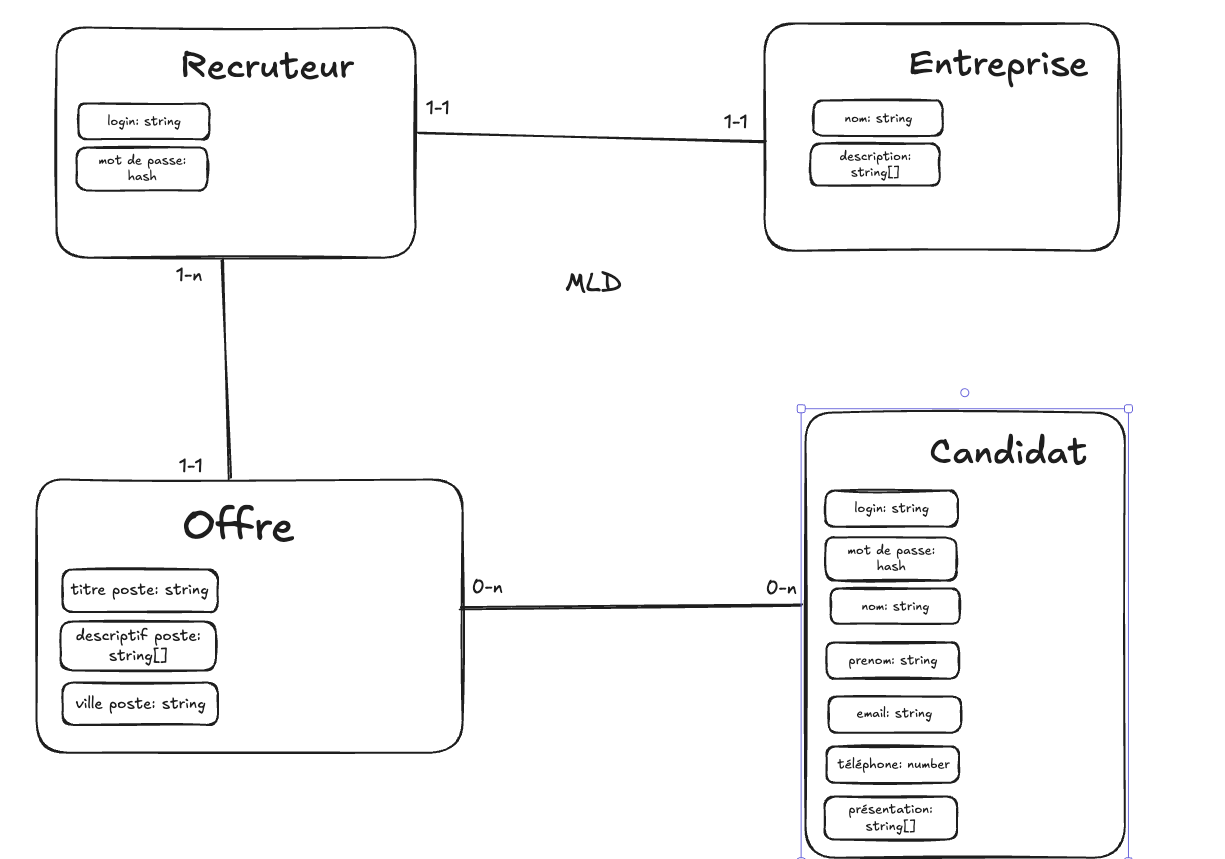 Recruteur
login: string
mot de passe:
hash
1-1
1-1
Entreprise
nom: string
description:
string[]
1-n
MLD
1-1
Offre
titre poste: string
descriptif poste:
string[]
ville poste: string
0-n
0-n
Candidat
login: string
mot de passe:
hash
nom: string
prenom: string
email: string
téléphone: number
présentation:
string[]